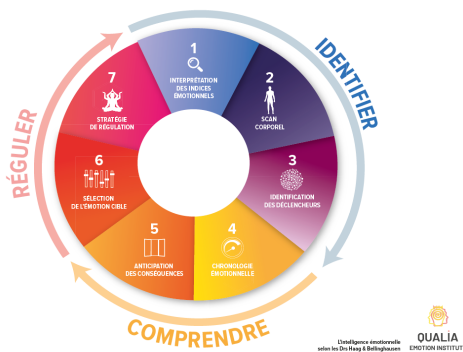 1
INTERPRÉTATION
DES INDICES
ÉMOTIONNELS
2
SCAN
CORPOREL
3
IDENTIFICATION
DES DÉCLENCHEURS
4
CHRONOLOGIE
ÉMOTIONNELLE
5
ANTICIPATION
DES CONSÉQUENCES
6
SÉLECTION
DE L'ÉMOTION CIBLE
7
STRATÉGIE
DE RÉGULATION
IDENTIFIER
COMPRENDRE
RÉGULER
L'intelligence émotionnelle
selon les Drs Haag & Bellinghausen
QUALIA
EMOTION INSTITUT